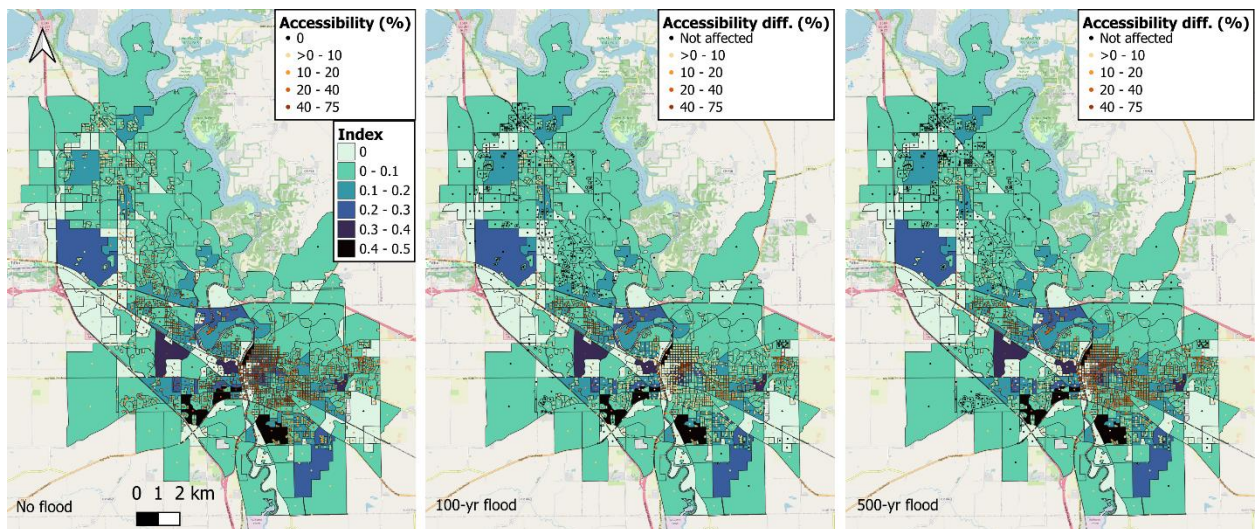 Accessibility (%)
0
>0 - 10
10 - 20
20 - 40
40 - 75
Index
0
0 - 0.1
0.1 - 0.2
0.2 - 0.3
0.3 - 0.4
0.4 - 0.5
No flood
0 1 2 km
Accessibility diff. (%)
Not affected
>0 - 10
10 - 20
20 - 40
40 - 75
100-yr flood
Accessibility diff. (%)
Not affected
>0 - 10
10 - 20
20 - 40
40 - 75
500-yr flood